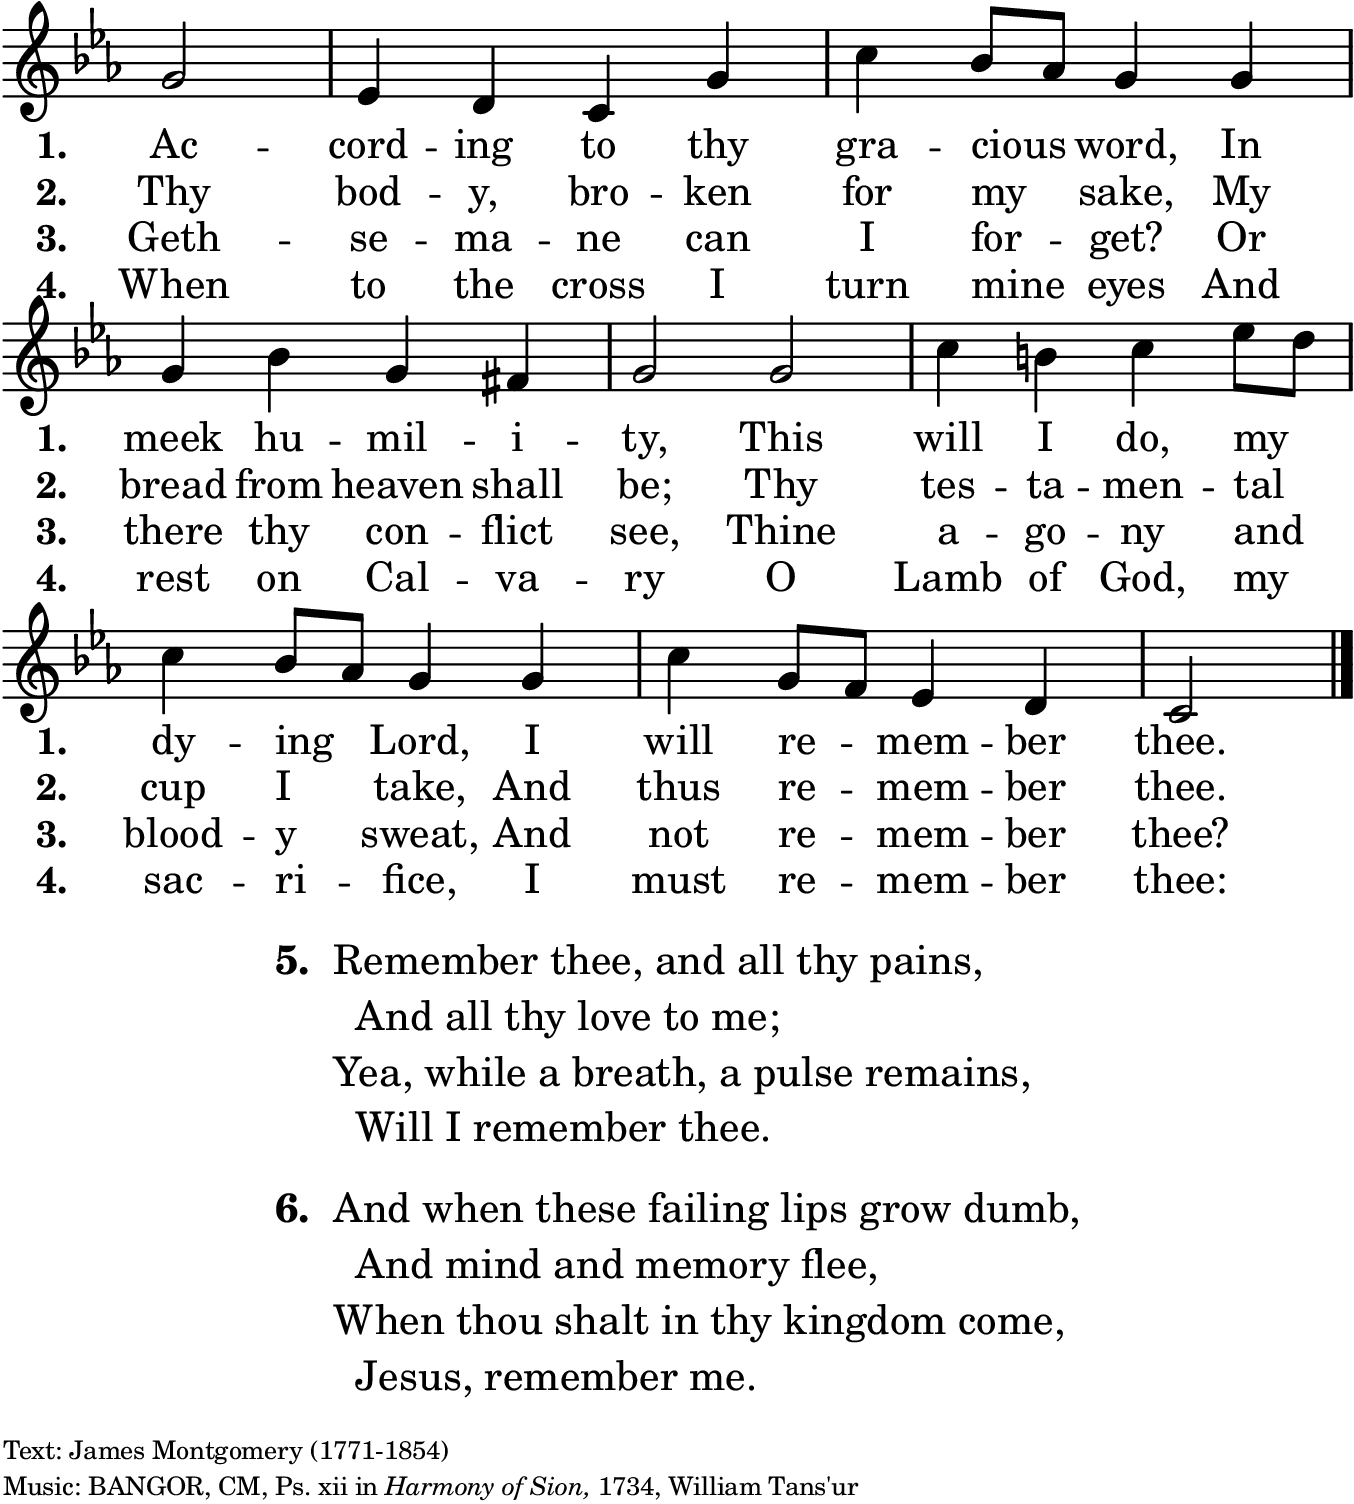 1. Ac -- cord -- ing to thy gra -- cious word, In
2. Thy bod -- y, bro -- ken for my sake, My
3. Geth -- se -- ma -- ne can I for -- get? Or
4. When to the cross I turn mine eyes And
1. meek hu -- mil -- i -- ty, This will I do, my
2. bread from heaven shall be; Thy tes -- ta -- men -- tal
3. there thy con -- flict see, Thine a -- go -- ny and
4. rest on Cal -- va -- ry O Lamb of God, my
1. dy -- ing Lord, I will re -- mem -- ber thee.
2. cup I take, And thus re -- mem -- ber thee.
3. blood -- y sweat, And not re -- mem -- ber thee?
4. sac -- ri -- fice, I must re -- mem -- ber thee:
5. Remember thee, and all thy pains,
And all thy love to me;
Yea, while a breath, a pulse remains,
Will I remember thee.
6. And when these failing lips grow dumb,
And mind and memory flee,
When thou shalt in thy kingdom come,
Jesus, remember me.
Text: James Montgomery (1771-1854)
Music: BANGOR, CM, Ps. xii in Harmony of Sion, 1734, William Tans'ur